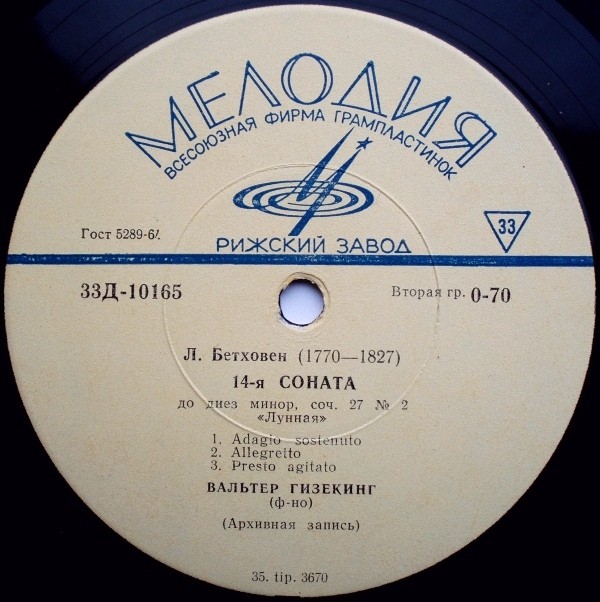 МЕЛОДИЯ
ВСЕСОЮЗНАЯ ФИРМА ГРАМПЛАСТИНОК
РИЖСКИЙ ЗАВОД
Гост 5289-61
33
33Д-10165
Вторая гр. 0-70
Л. Бетховен (1770—1827)
14-я СОНАТА
до диез минор, соч. 27 № 2
«Лунная»
1. Adagio sostenuto
2. Allegretto
3. Presto agitato
ВАЛЬТЕР ГИЗЕКИНГ
(ф-но)
(Архивная запись)
35. tip. 3670